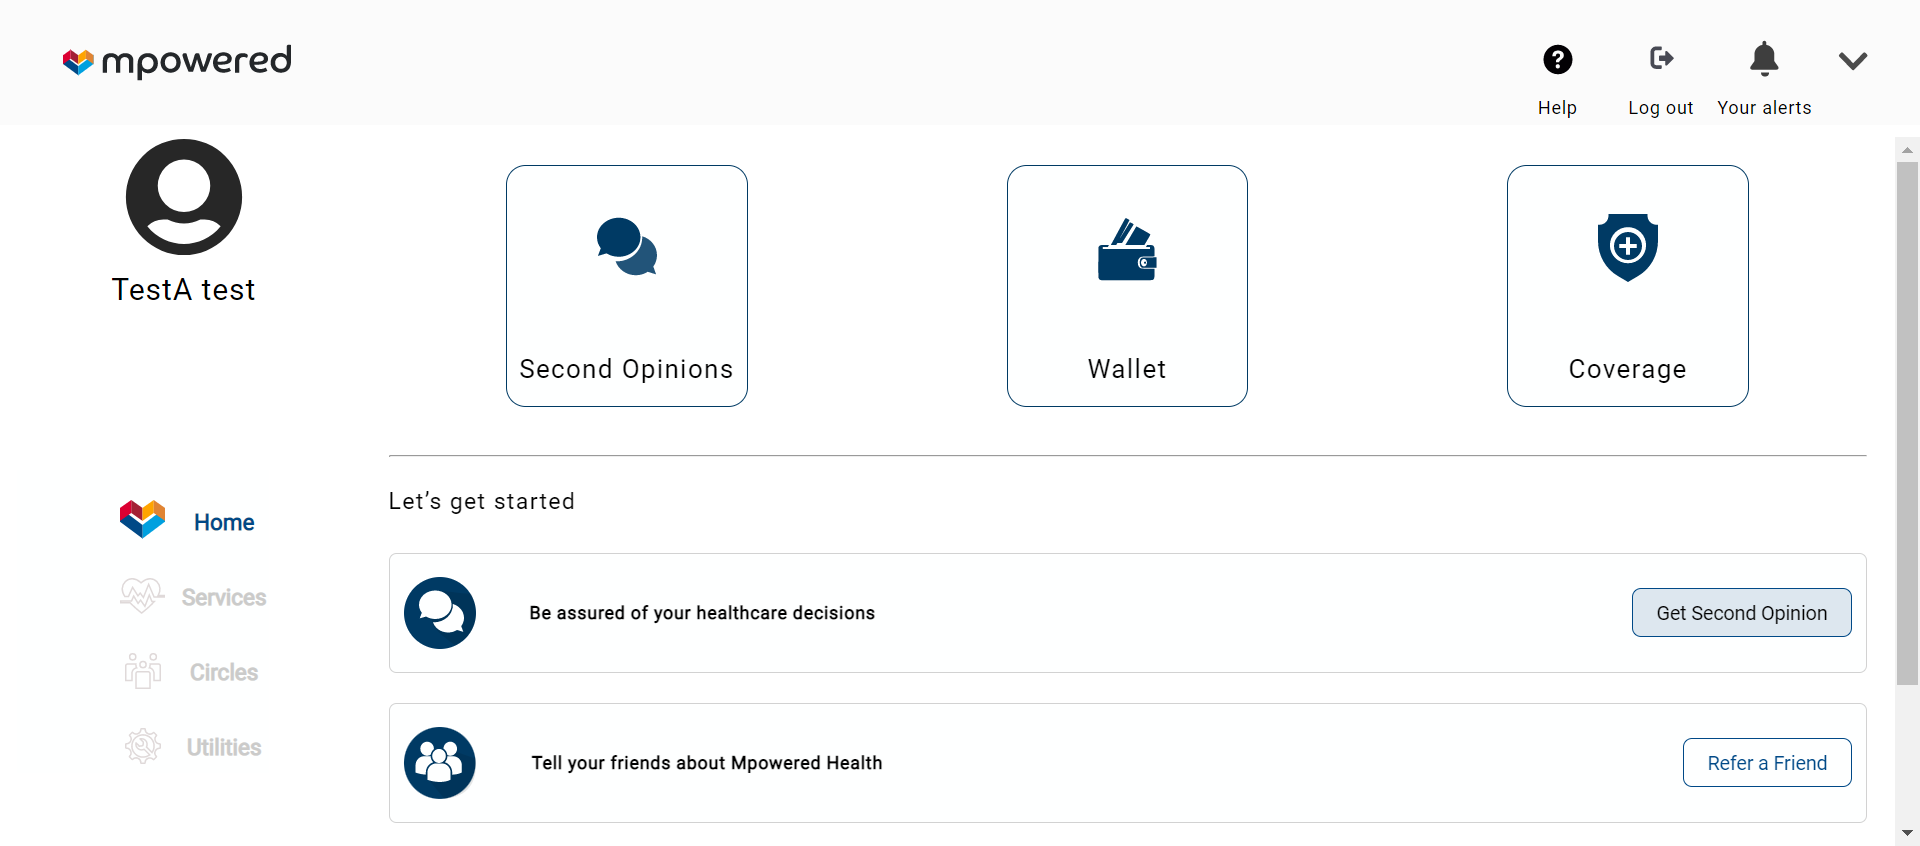 mpowered
Help
Log out
Your alerts
TestA test
Second Opinions
Wallet
Coverage
Let’s get started
Home
Services
Circles
Utilities
Be assured of your healthcare decisions
Get Second Opinion
Tell your friends about Mpowered Health
Refer a Friend